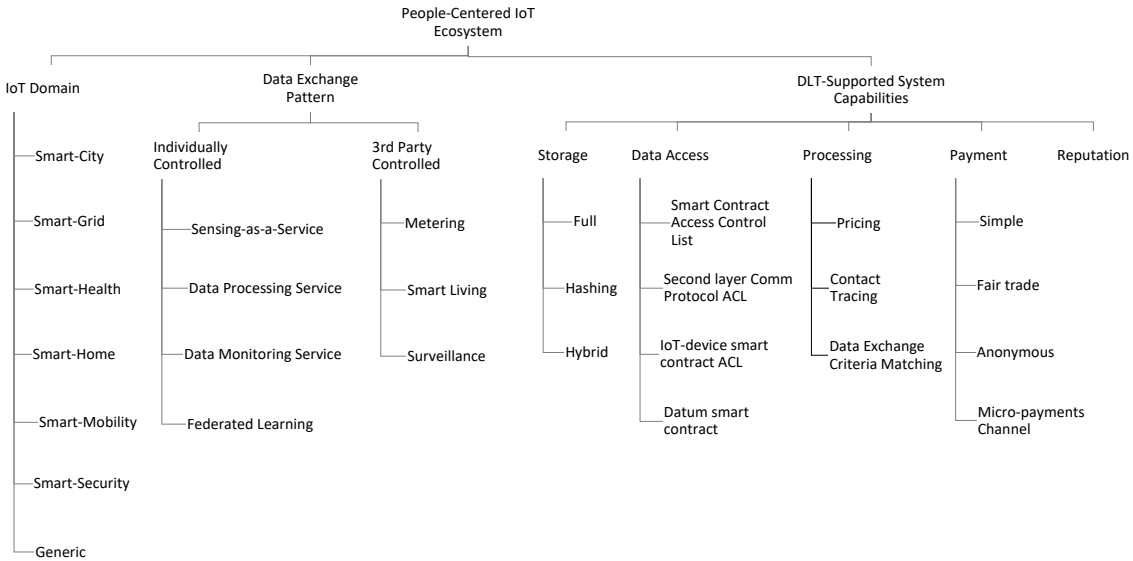 People-Centered IoT
Ecosystem
IoT Domain
Data Exchange
Pattern
DLT-Supported System
Capabilities
Smart-City
Smart-Grid
Smart-Health
Smart-Home
Smart-Mobility
Smart-Security
Generic
Individually
Controlled
Sensing-as-a-Service
Data Processing Service
Data Monitoring Service
Federated Learning
3rd Party
Controlled
Metering
Smart Living
Surveillance
Storage
Full
Hashing
Hybrid
Data Access
Smart Contract
Access Control
List
Second layer Comm
Protocol ACL
IoT-device smart
contract ACL
Datum smart
contract
Processing
Pricing
Contact
Tracing
Data Exchange
Criteria Matching
Payment
Simple
Fair trade
Anonymous
Micro-payments
Channel
Reputation